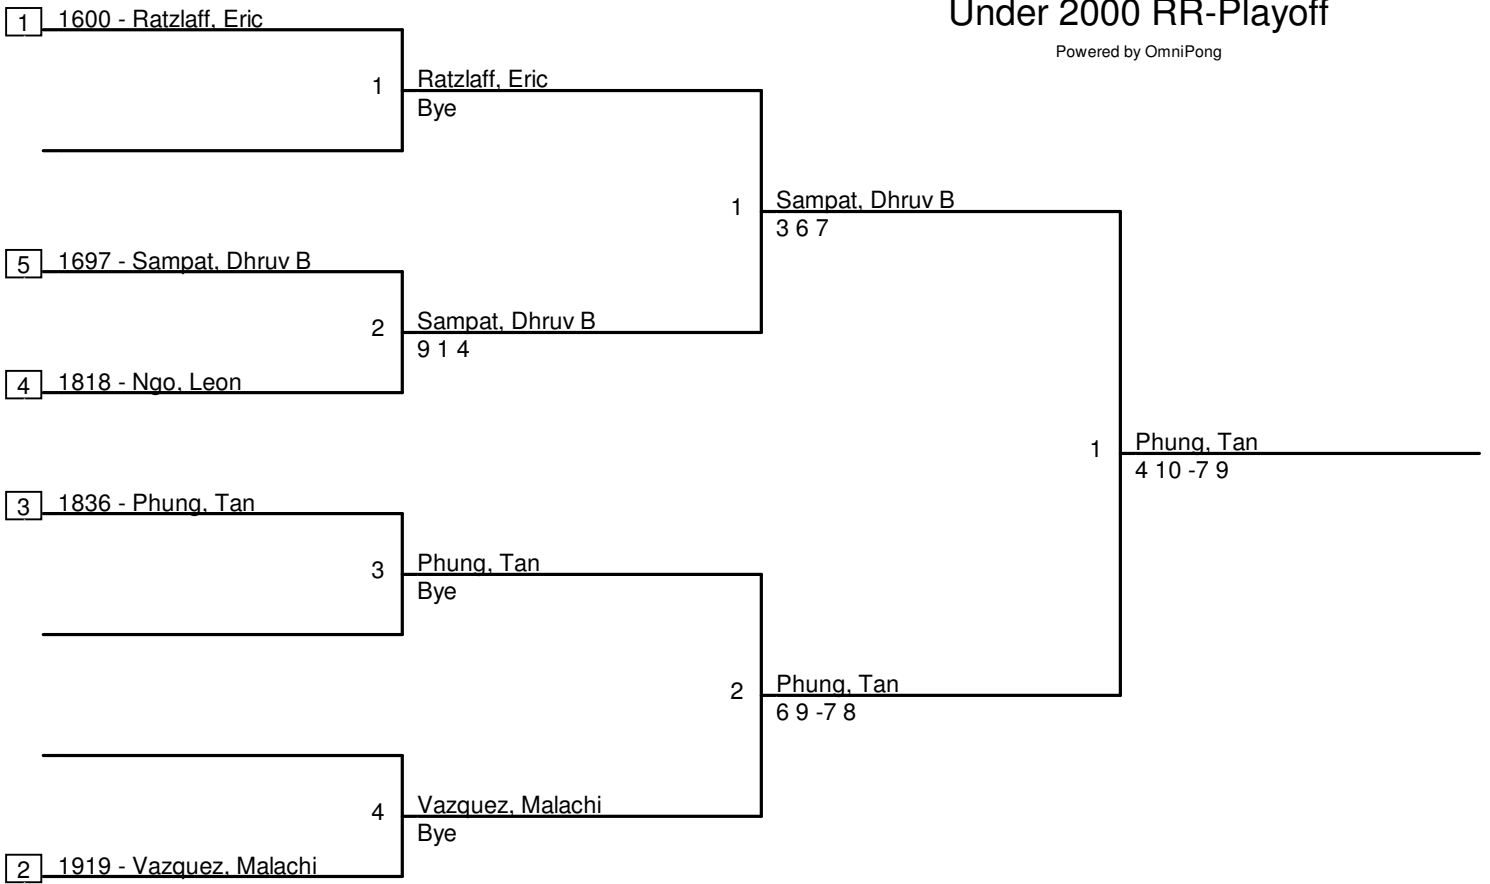 Under 2000 RR-Playoff
Powered by OmniPong
1 1600 - Ratzlaff, Eric
1 Ratzlaff, Eric
Bye
1 Sampat, Dhruv B
3 6 7
5 1697 - Sampat, Dhruv B
2 Sampat, Dhruv B
9 1 4
4 1818 - Ngo, Leon
1 Phung, Tan
4 10 -7 9
3 1836 - Phung, Tan
3 Phung, Tan
Bye
2 Phung, Tan
6 9 -7 8
4 Vazquez, Malachi
Bye
2 1919 - Vazquez, Malachi